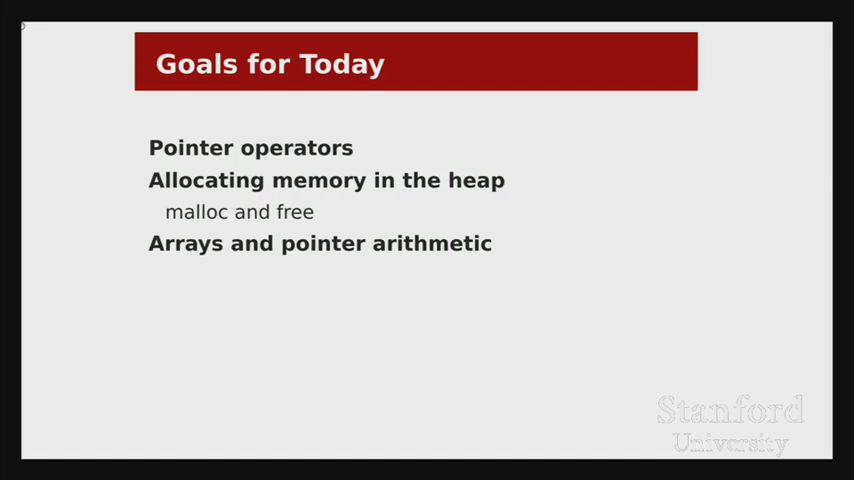 Goals for Today
Pointer operators
Allocating memory in the heap
malloc and free
Arrays and pointer arithmetic
Stanford
University